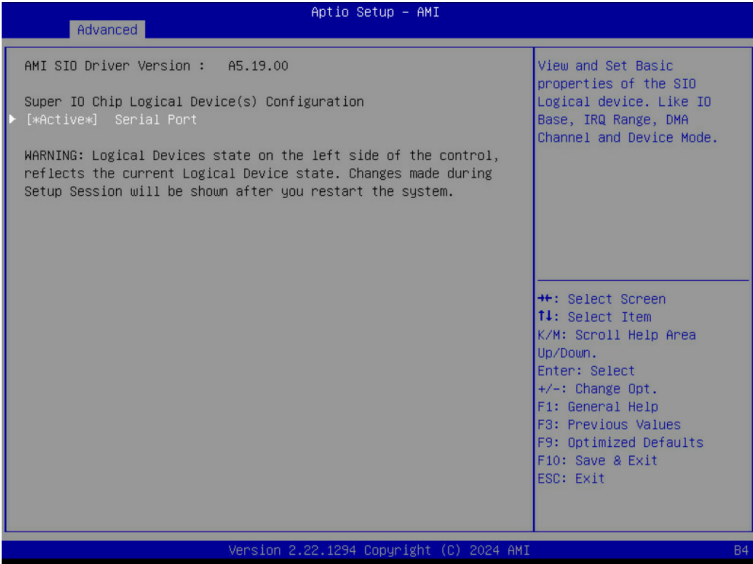 Aptio Setup – AMI
Advanced
AMI SIO Driver Version : A5.19.00
Super IO Chip Logical Device(s) Configuration
▶ [*Active*] Serial Port
WARNING: Logical Devices state on the left side of the control,
reflects the current Logical Device state. Changes made during
Setup Session will be shown after you restart the system.
View and Set Basic
properties of the SIO
Logical device. Like IO
Base, IRQ Range, DMA
Channel and Device Mode.
→←: Select Screen
↑↓: Select Item
K/M: Scroll Help Area
Up/Down.
Enter: Select
+/-: Change Opt.
F1: General Help
F3: Previous Values
F9: Optimized Defaults
F10: Save & Exit
ESC: Exit
Version 2.22.1294 Copyright (C) 2024 AMI
B4